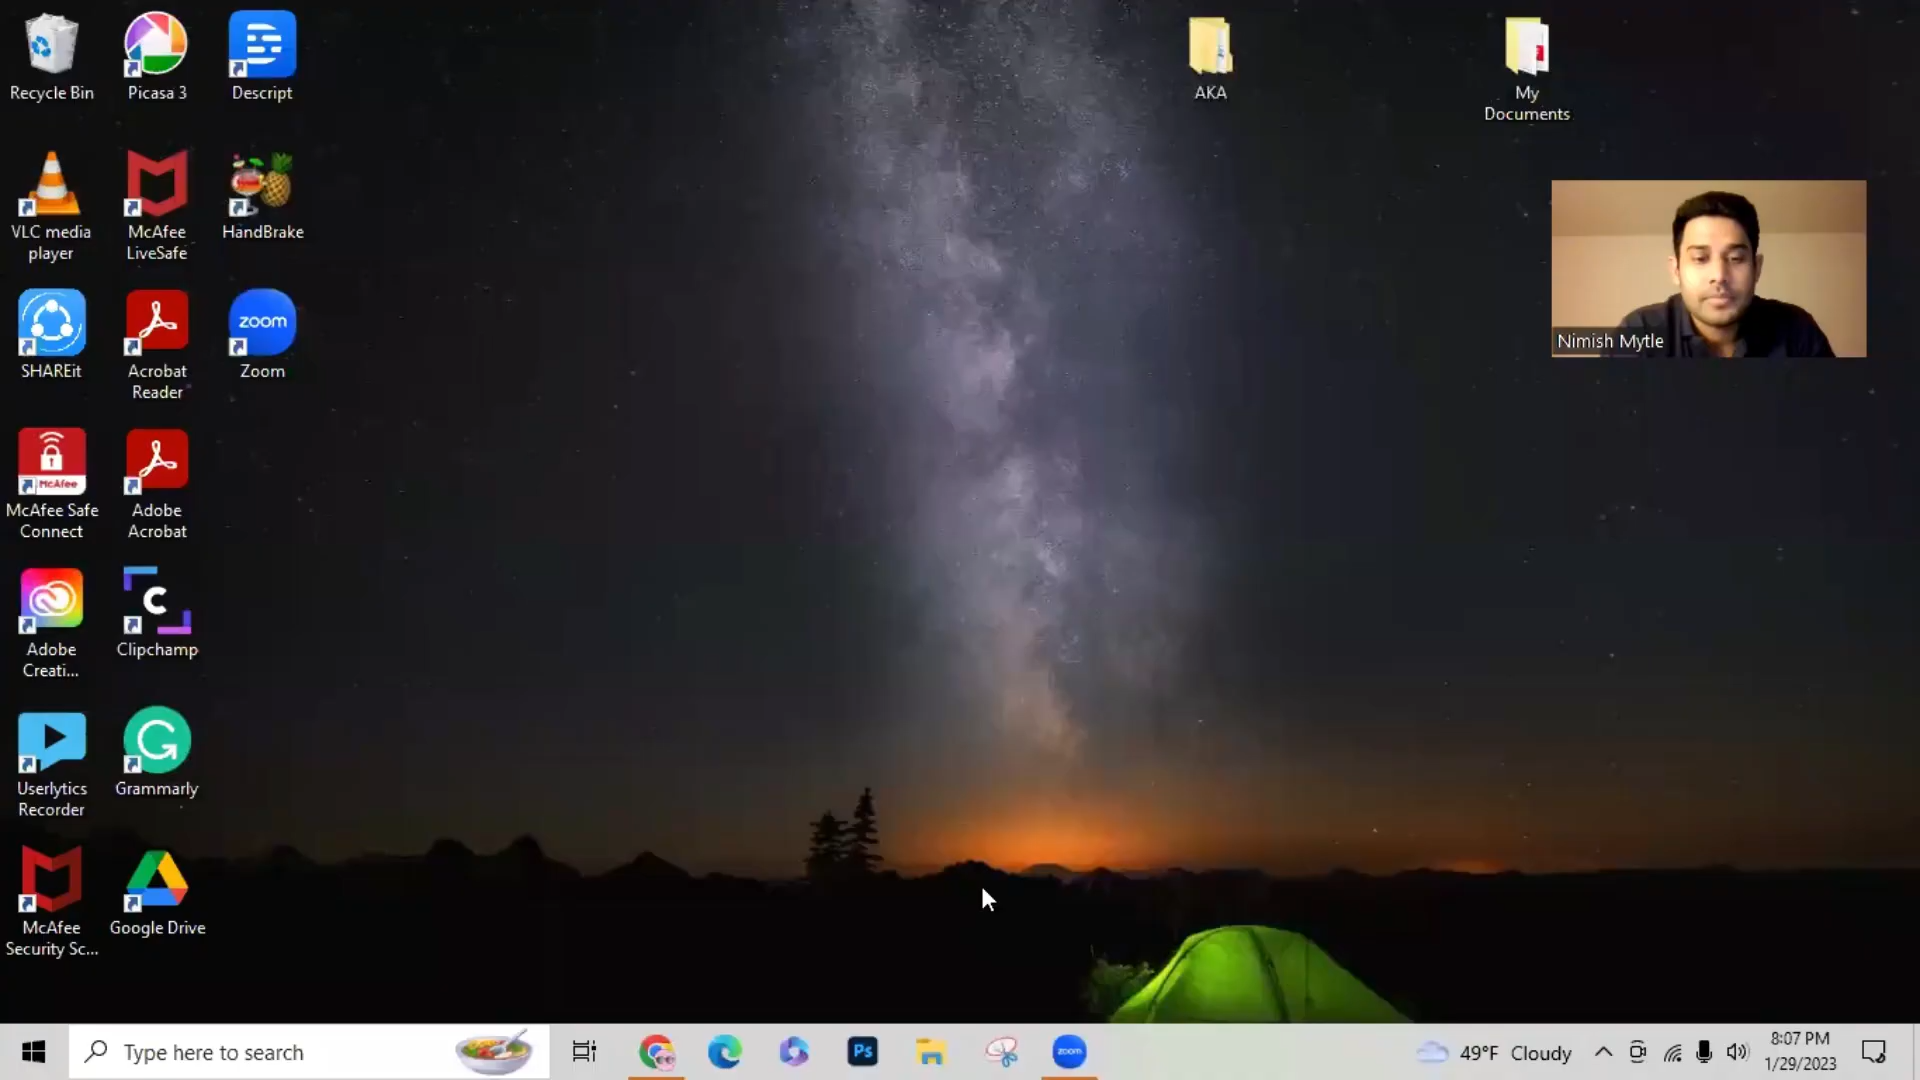 Recycle Bin
Picasa 3
Descript
AKA
My
Documents
VLC media
player
McAfee
LiveSafe
HandBrake
Nimish Mytle
SHAREit
Acrobat
Reader
zoom
Zoom
McAfee
McAfee Safe
Connect
Adobe
Acrobat
Adobe
Creati...
C
Clipchamp
Userlytics
Recorder
G
Grammarly
McAfee
Security Sc...
Google Drive
Type here to search
Ps
zoom
49°F Cloudy
8:07 PM
1/29/2023